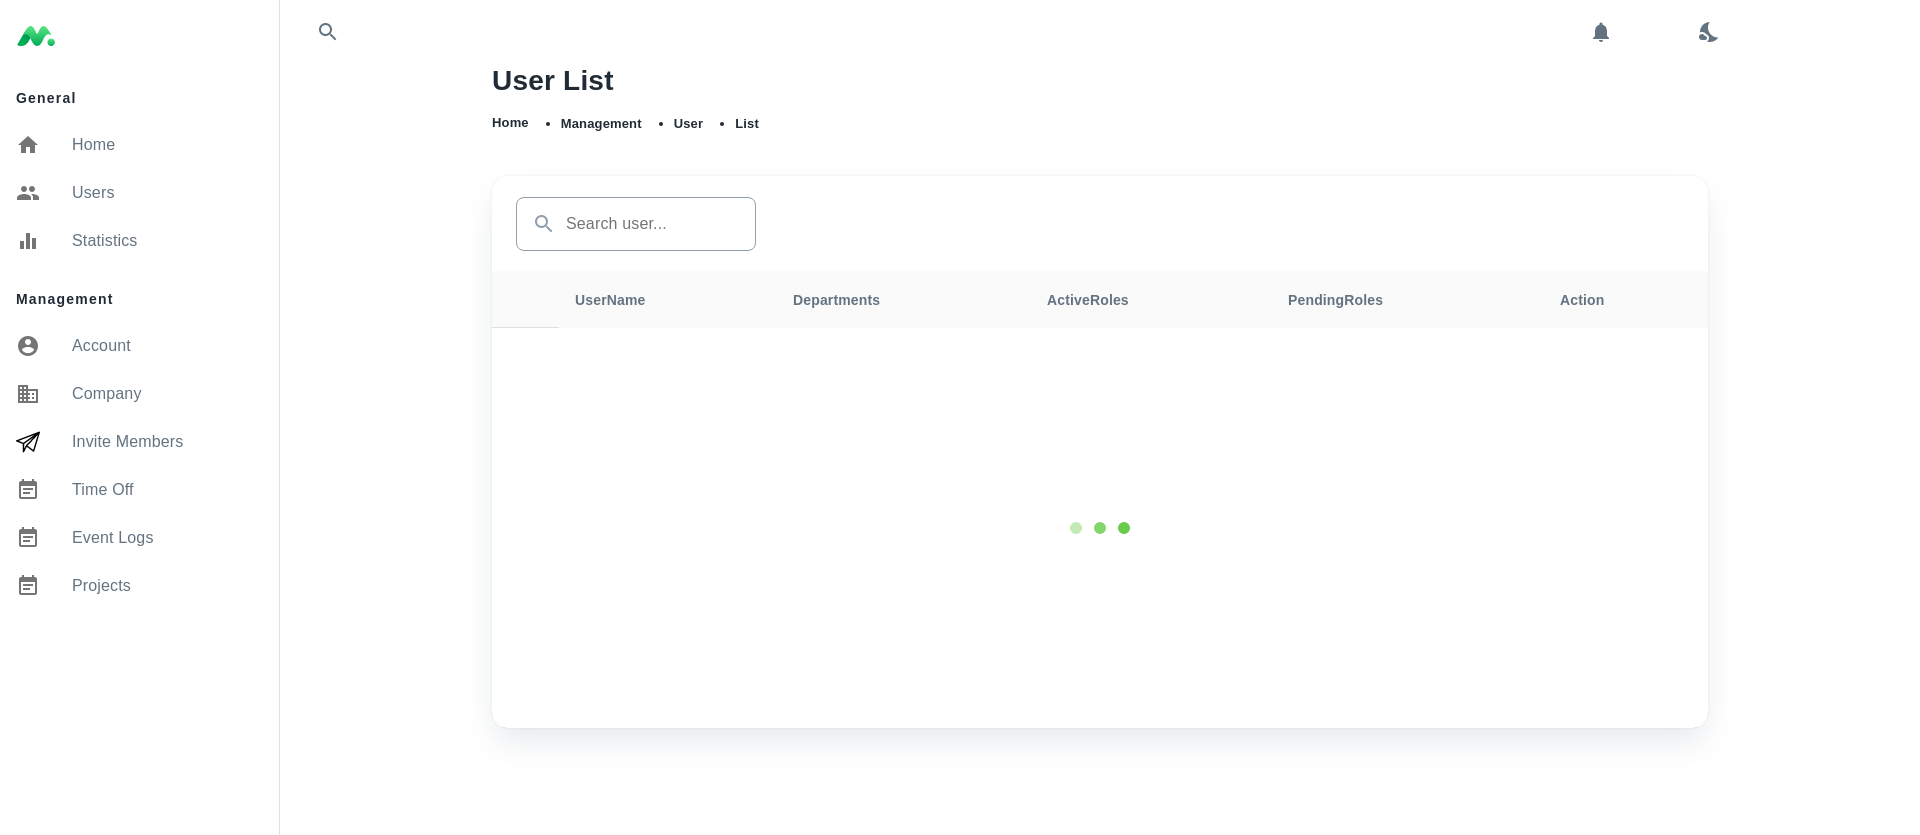 General
Home
Users
Statistics
Management
Account
Company
Invite Members
Time Off
Event Logs
Projects
User List
Home • Management • User • List
Search user...
UserName Departments ActiveRoles PendingRoles Action